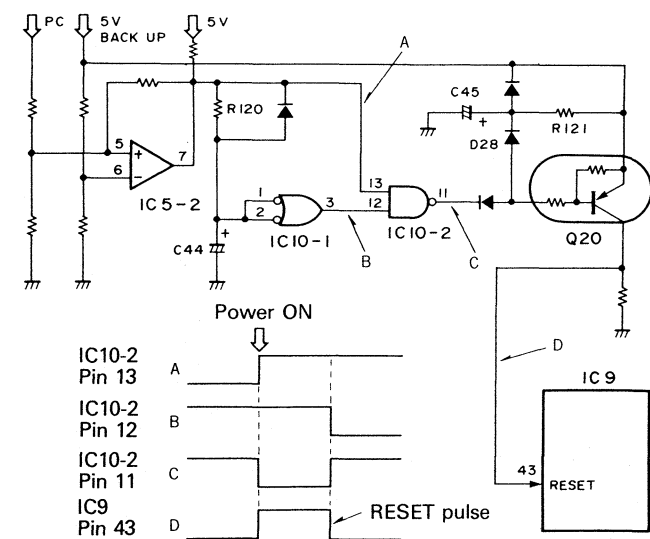 PC
5V
BACK UP
5V
A
C45
+
R120
D28
R121
5
+
6
−
7
IC5-2
1
2
3
IC10-1
13
12
11
IC10-2
Q20
+
C44
B
C
D
Power ON
IC10-2
Pin 13
A
IC10-2
Pin 12
B
IC10-2
Pin 11
C
IC9
Pin 43
D
RESET pulse
IC9
43
RESET